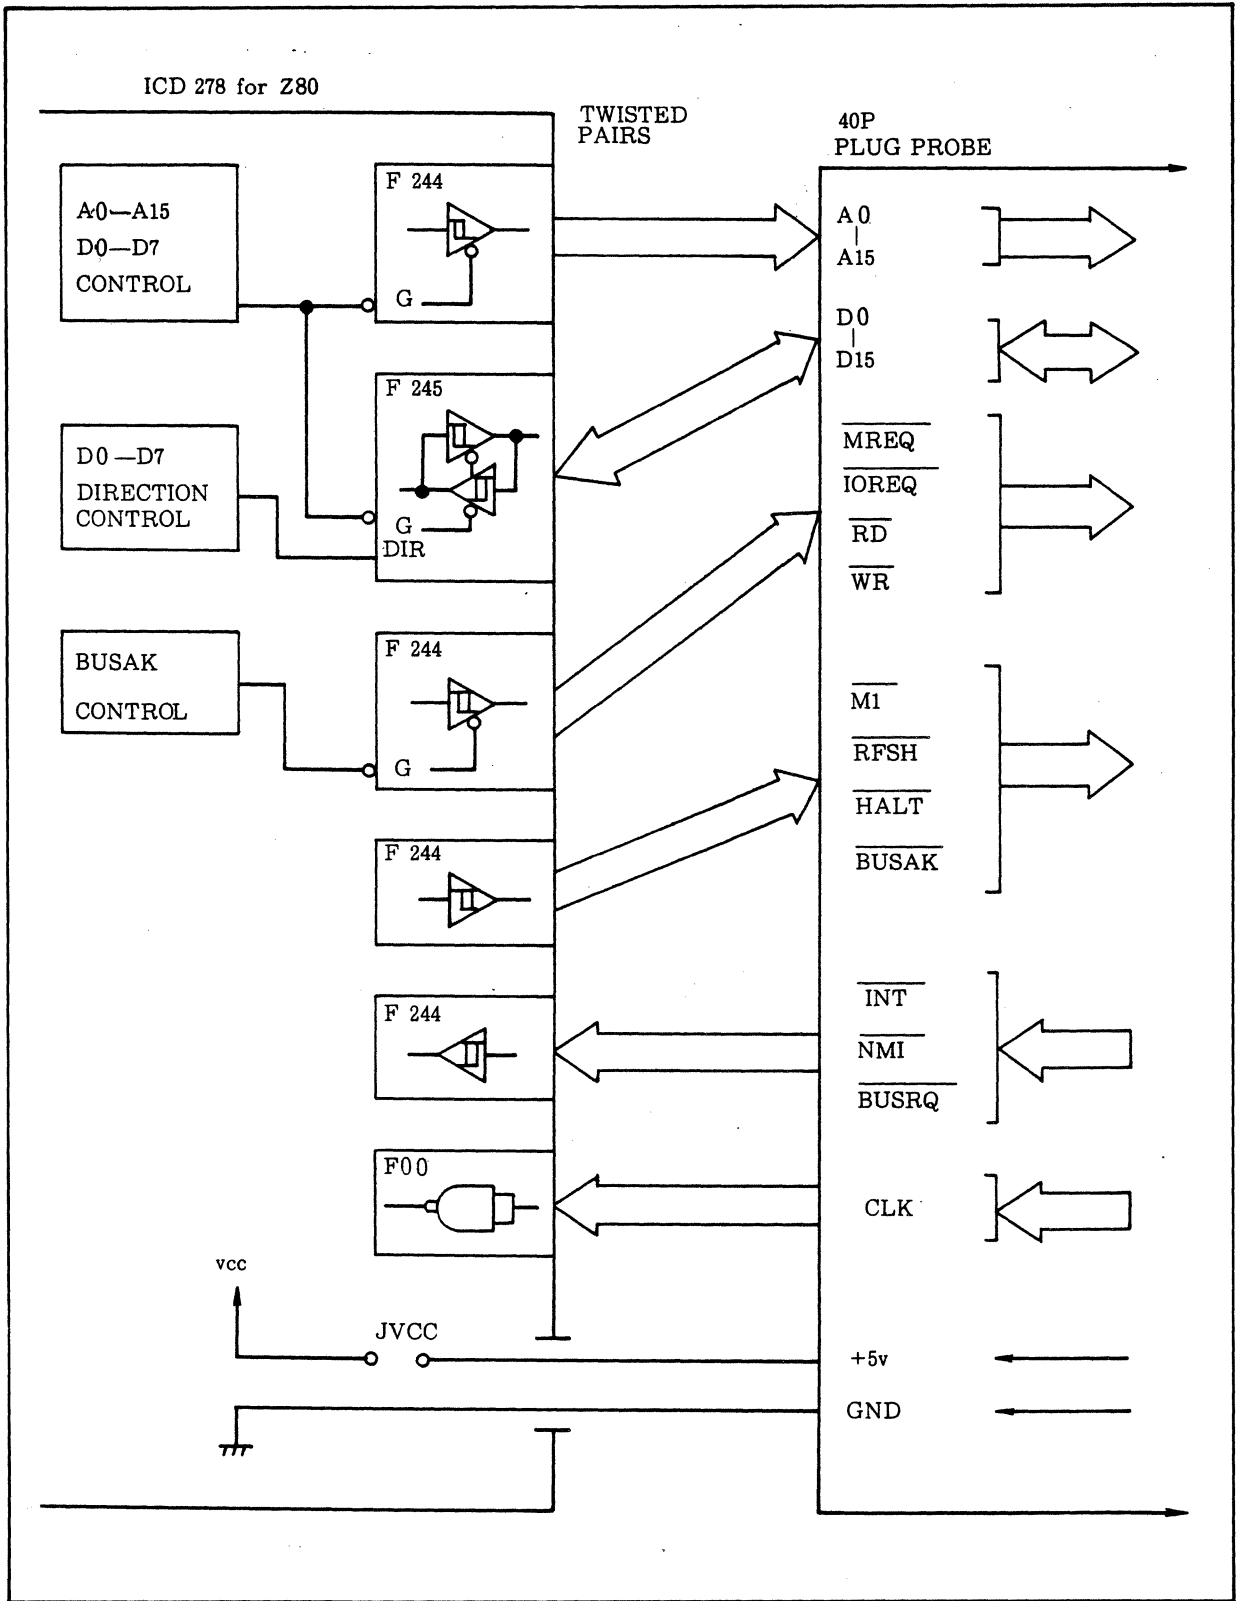 ICD 278 for Z80
TWISTED
PAIRS
40P
PLUG PROBE
A0—A15
D0—D7
CONTROL
F 244
G
A0
|
A15
D0
|
D15
F 245
G
DIR
D0—D7
DIRECTION
CONTROL
MREQ
IOREQ
RD
WR
BUSAK
CONTROL
F 244
G
M1
RFSH
HALT
BUSAK
F 244
F 244
INT
NMI
BUSRQ
F00
CLK
vcc
JVCC
+5v
GND